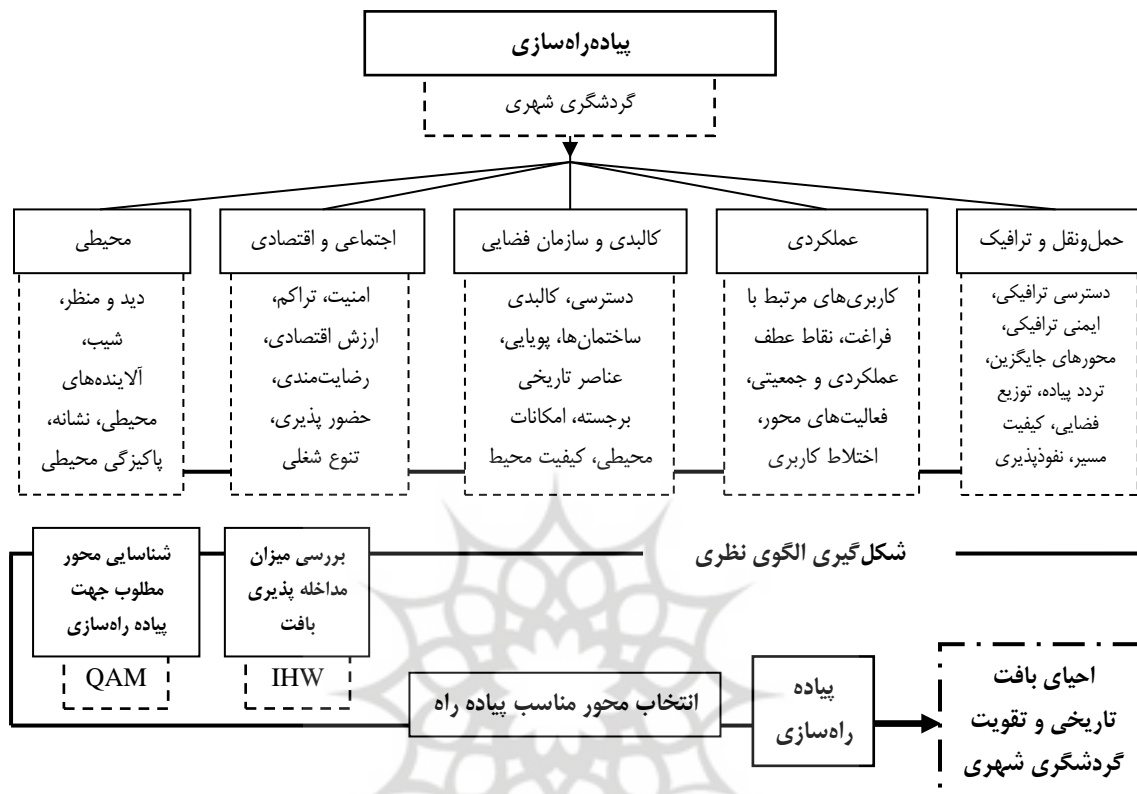 پیاده‌راه‌سازی
گردشگری شهری
حمل‌ونقل و ترافیک
دسترسی ترافیکی،
ایمنی ترافیکی،
محورهای جایگزین،
تردد پیاده، توزیع
فضایی، کیفیت
مسیر، نفوذپذیری
عملکردی
کاربری‌های مرتبط با
فراغت، نقاط عطف
عملکردی و جمعیتی،
فعالیت‌های محور،
اختلاط کاربری
کالبدی و سازمان فضایی
دسترسی، کالبدی
ساختمان‌ها، پویایی،
عناصر تاریخی
برجسته، امکانات
محیطی، کیفیت محیط
اجتماعی و اقتصادی
امنیت، تراکم،
ارزش اقتصادی،
رضایت‌مندی،
حضور پذیری،
تنوع شغلی
محیطی
دید و منظر،
شیب،
آلاینده‌های
محیطی، نشانه،
پاکیزگی محیطی
شکل‌گیری الگوی نظری
بررسی میزان
مداخله پذیری
بافت
IHW
شناسایی محور
مطلوب جهت
پیاده راه‌سازی
QAM
انتخاب محور مناسب پیاده راه
پیاده
راه‌سازی
احیای بافت
تاریخی و تقویت
گردشگری شهری